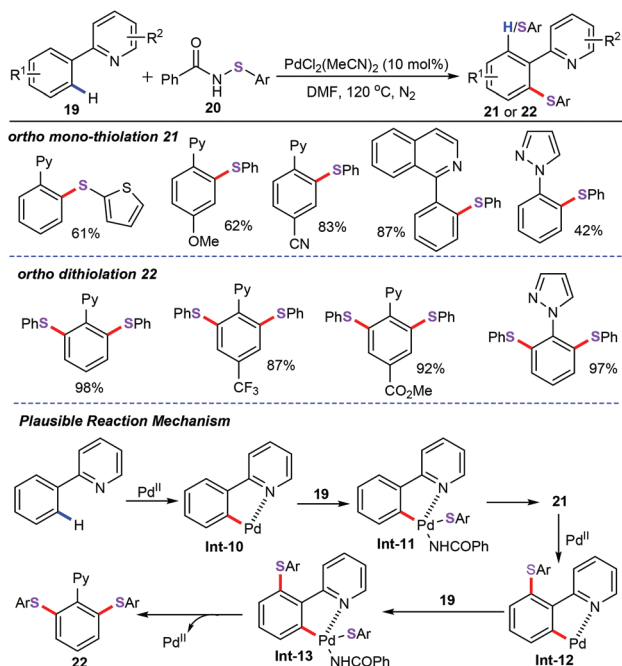 H/SAr
R1
R2
N
H
19
+
O
Ph
N
H
S
Ar
20
PdCl2(MeCN)2 (10 mol%)
DMF, 120 oC, N2
R1
R2
N
SAr
21 or 22
ortho mono-thiolation 21
Py
S
S
61%
Py
SPh
OMe
62%
Py
SPh
CN
83%
N
SPh
87%
N
N
SPh
42%
ortho dithiolation 22
Py
PhS
SPh
98%
Py
PhS
SPh
CF3
87%
Py
PhS
SPh
CO2Me
92%
N
N
SPh
SPh
97%
Plausible Reaction Mechanism
N
H
PdII
N
Pd
Int-10
19
N
Pd
SAr
NHCOPh
Int-11
21
PdII
SAr
N
Pd
Int-12
19
SAr
N
Pd
SAr
NHCOPh
Int-13
PdII
Py
ArS
SAr
22